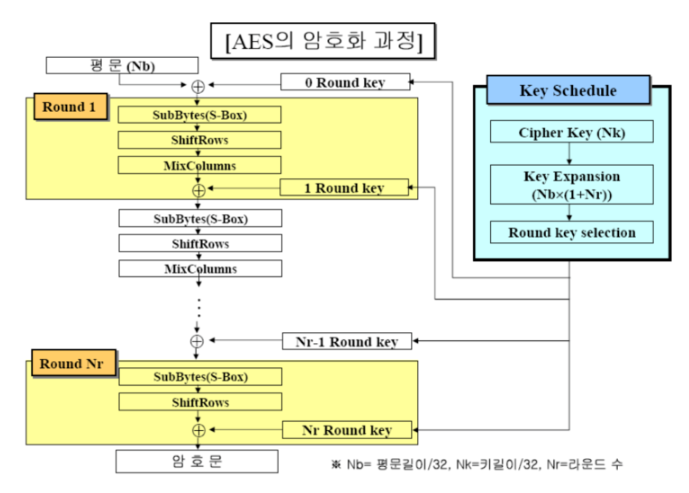 [AES의 암호화 과정]
평 문 (Nb)
0 Round key
Key Schedule
Round 1
SubBytes(S-Box)
ShiftRows
MixColumns
1 Round key
Cipher Key (Nk)
Key Expansion
(Nb×(1+Nr))
Round key selection
SubBytes(S-Box)
ShiftRows
MixColumns
Nr-1 Round key
Round Nr
SubBytes(S-Box)
ShiftRows
Nr Round key
암 호 문
※ Nb= 평문길이/32, Nk=키길이/32, Nr=라운드 수